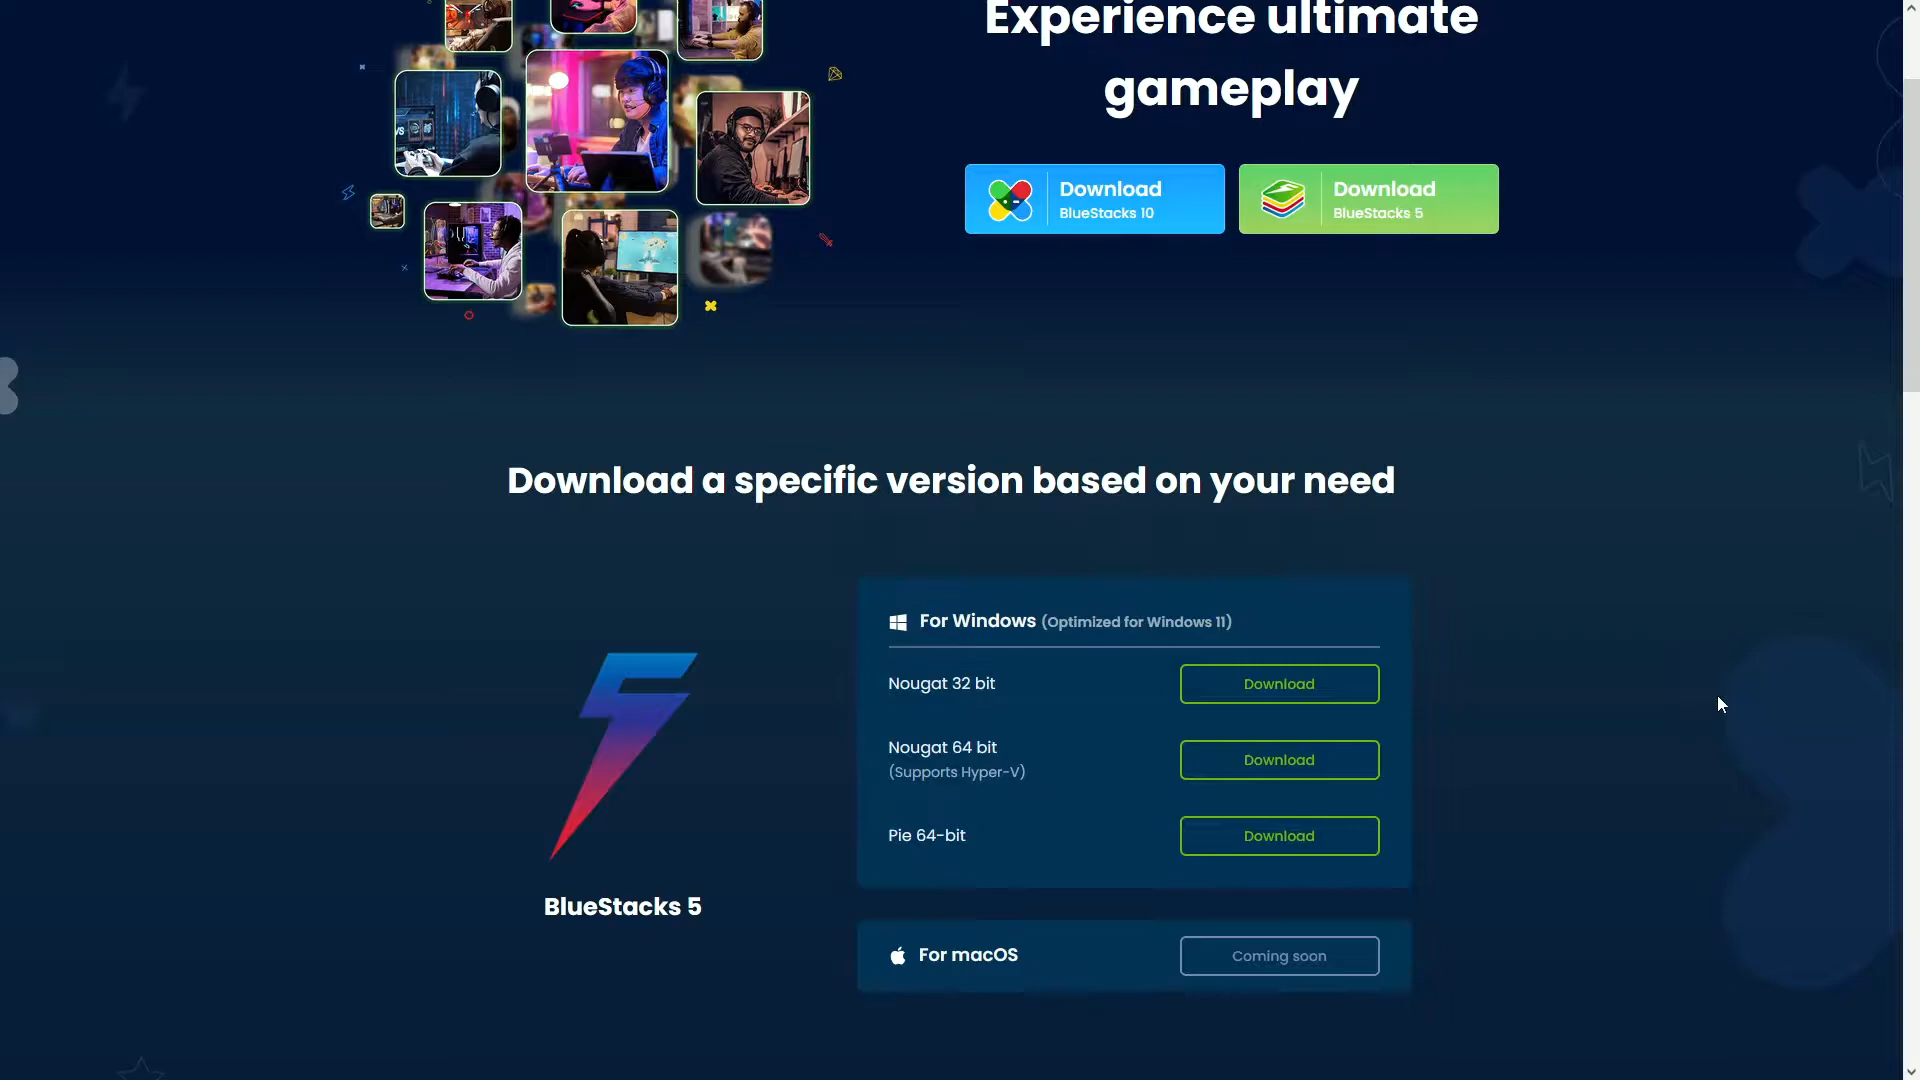 Experience ultimate
gameplay
Download
BlueStacks 10
Download
BlueStacks 5
Download a specific version based on your need
For Windows (Optimized for Windows 11)
Nougat 32 bit
Download
Nougat 64 bit
(Supports Hyper-V)
Download
Pie 64-bit
Download
BlueStacks 5
For macOS
Coming soon